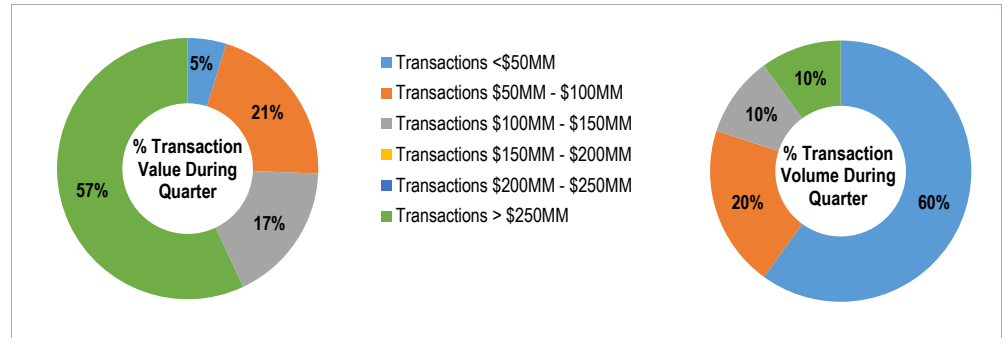 5%
21%
17%
57%
% Transaction
Value During
Quarter
Transactions <$50MM
Transactions $50MM - $100MM
Transactions $100MM - $150MM
Transactions $150MM - $200MM
Transactions $200MM - $250MM
Transactions > $250MM
10%
10%
20%
60%
% Transaction
Volume During
Quarter